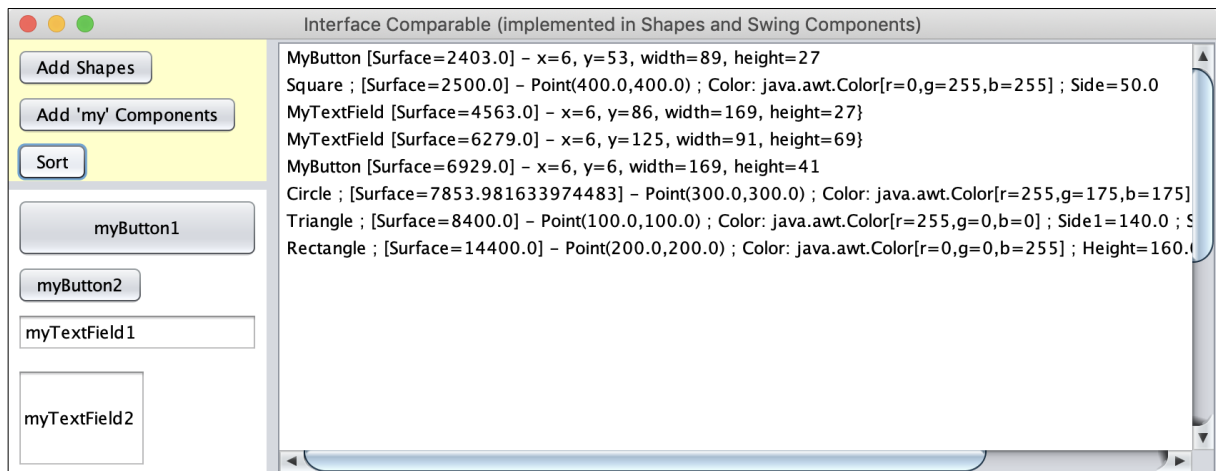 Interface Comparable (implemented in Shapes and Swing Components)
Add Shapes
Add 'my' Components
Sort
myButton1
myButton2
myTextField1
myTextField2
MyButton [Surface=2403.0] – x=6, y=53, width=89, height=27
Square ; [Surface=2500.0] – Point(400.0,400.0) ; Color: java.awt.Color[r=0,g=255,b=255] ; Side=50.0
MyTextField [Surface=4563.0] – x=6, y=86, width=169, height=27}
MyTextField [Surface=6279.0] – x=6, y=125, width=91, height=69}
MyButton [Surface=6929.0] – x=6, y=6, width=169, height=41
Circle ; [Surface=7853.981633974483] – Point(300.0,300.0) ; Color: java.awt.Color[r=255,g=175,b=175]
Triangle ; [Surface=8400.0] – Point(100.0,100.0) ; Color: java.awt.Color[r=255,g=0,b=0] ; Side1=140.0 ; S
Rectangle ; [Surface=14400.0] – Point(200.0,200.0) ; Color: java.awt.Color[r=0,g=0,b=255] ; Height=160.